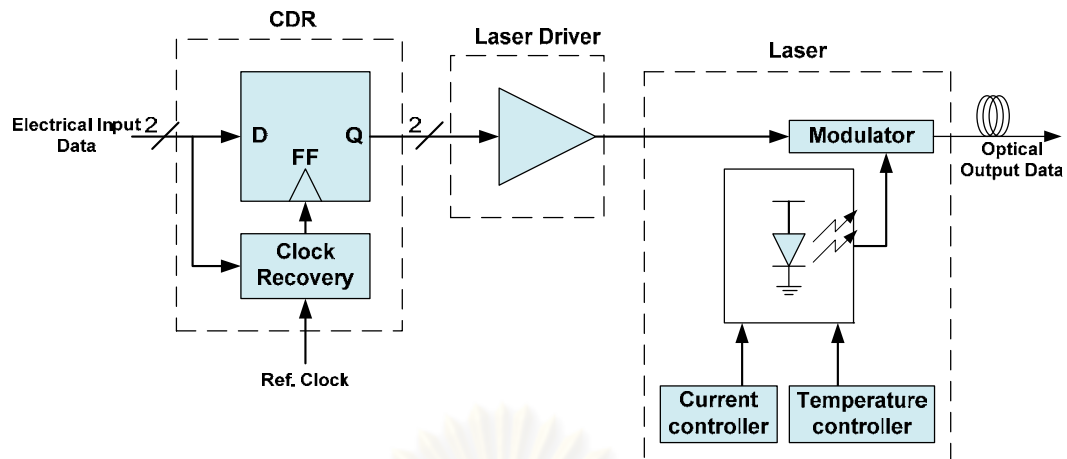 CDR
Laser Driver
Laser
Electrical Input
Data
2
D
Q
FF
2
Modulator
Optical
Output Data
Clock
Recovery
Ref. Clock
Current
controller
Temperature
controller